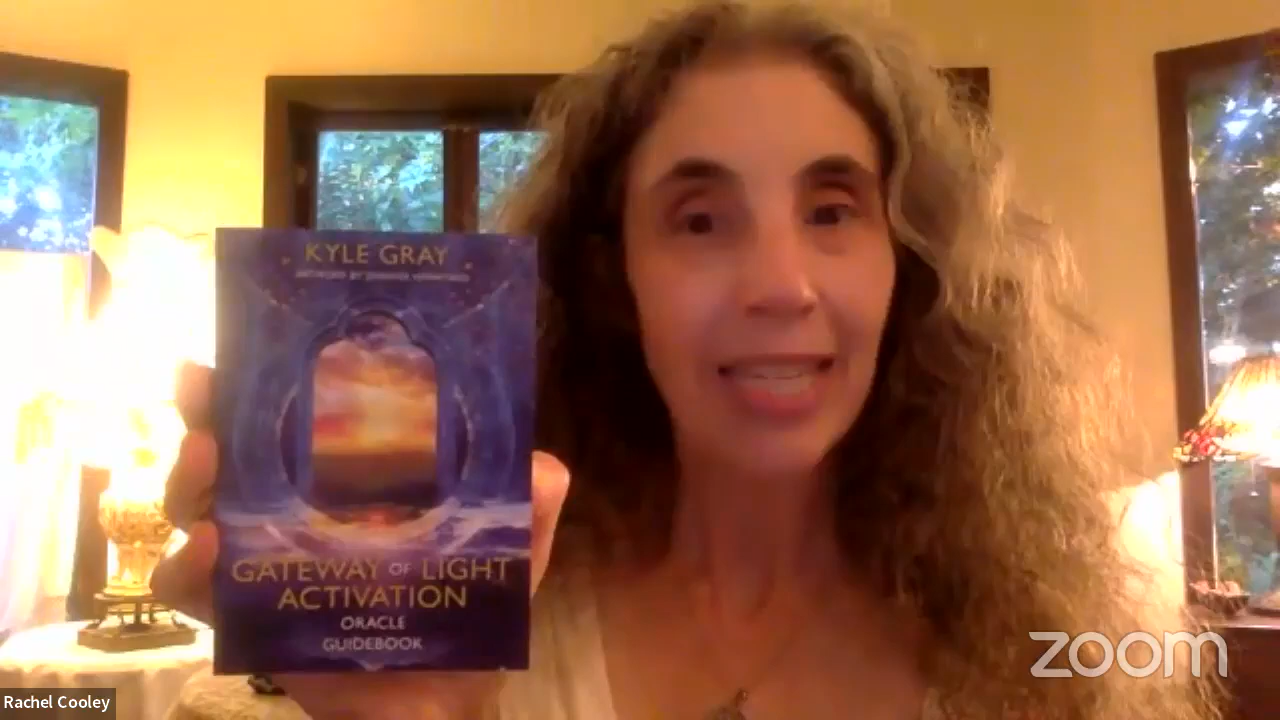 KYLE GRAY
GATEWAY OF LIGHT
ACTIVATION
ORACLE
GUIDEBOOK
zoom
Rachel Cooley